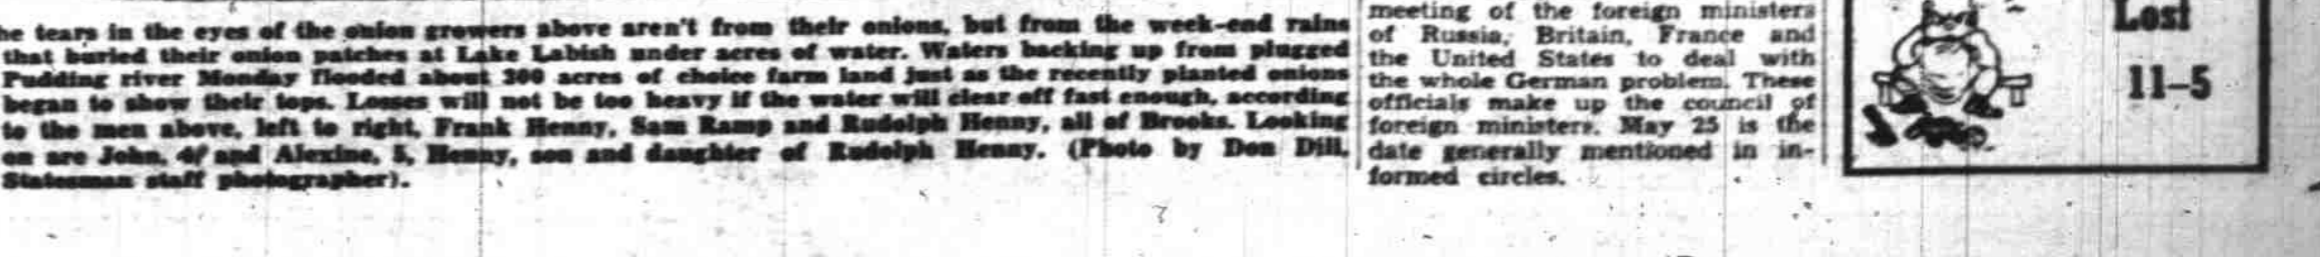 he tears in the eyes of the onion growers above aren't from their onions, but from the week-end rains
that buried their onion patches at Lake Labish under acres of water. Waters backing up from plugged
Pudding river Monday flooded about 300 acres of choice farm land just as the recently planted onions
began to show their tops. Losses will not be too heavy if the water will clear off fast enough, according
to the men above, left to right, Frank Henny, Sam Ramp and Rudolph Henny, all of Brooks. Looking
on are John, 4, and Alexine, 5, Henny, son and daughter of Rudolph Henny. (Photo by Don Dill,
Statesman staff photographer).
meeting of the foreign ministers
of Russia, Britain, France and
the United States to deal with
the whole German problem. These
officials make up the council of
foreign ministers. May 25 is the
date generally mentioned in in-
formed circles.
Lost
11-5